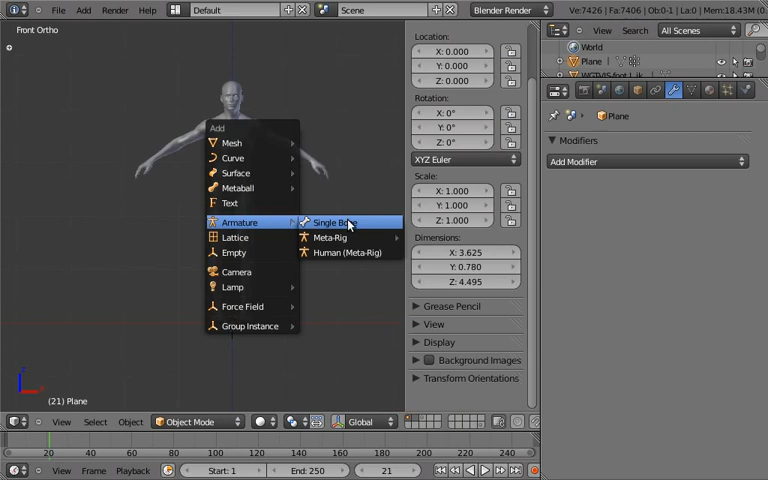 File Add Render Help Default Scene Blender Render Ve:7426 | Fa:7406 | Ob:0-1 | La:0 | Mem:18.43M (0.
Front Ortho
View Search All Scenes
World
Plane
Plane
Modifiers
Add Modifier
Add
Mesh
Curve
Surface
Metaball
Text
Armature
Lattice
Empty
Camera
Lamp
Force Field
Group Instance
Single
Meta-Rig
Human (Meta-Rig)
Location:
X: 0.000
Y: 0.000
Z: 0.000
Rotation:
X: 0°
Y: 0°
Z: 0°
XYZ Euler
Scale:
X: 1.000
Y: 1.000
Z: 1.000
Dimensions:
X: 3.625
Y: 0.780
Z: 4.495
Grease Pencil
View
Display
Background Images
Transform Orientations
(21) Plane
View Select Object Object Mode Global
20 40 60 80 100 120 140 160 180 200 220 240
View Frame Playback Start: 1 End: 250 21